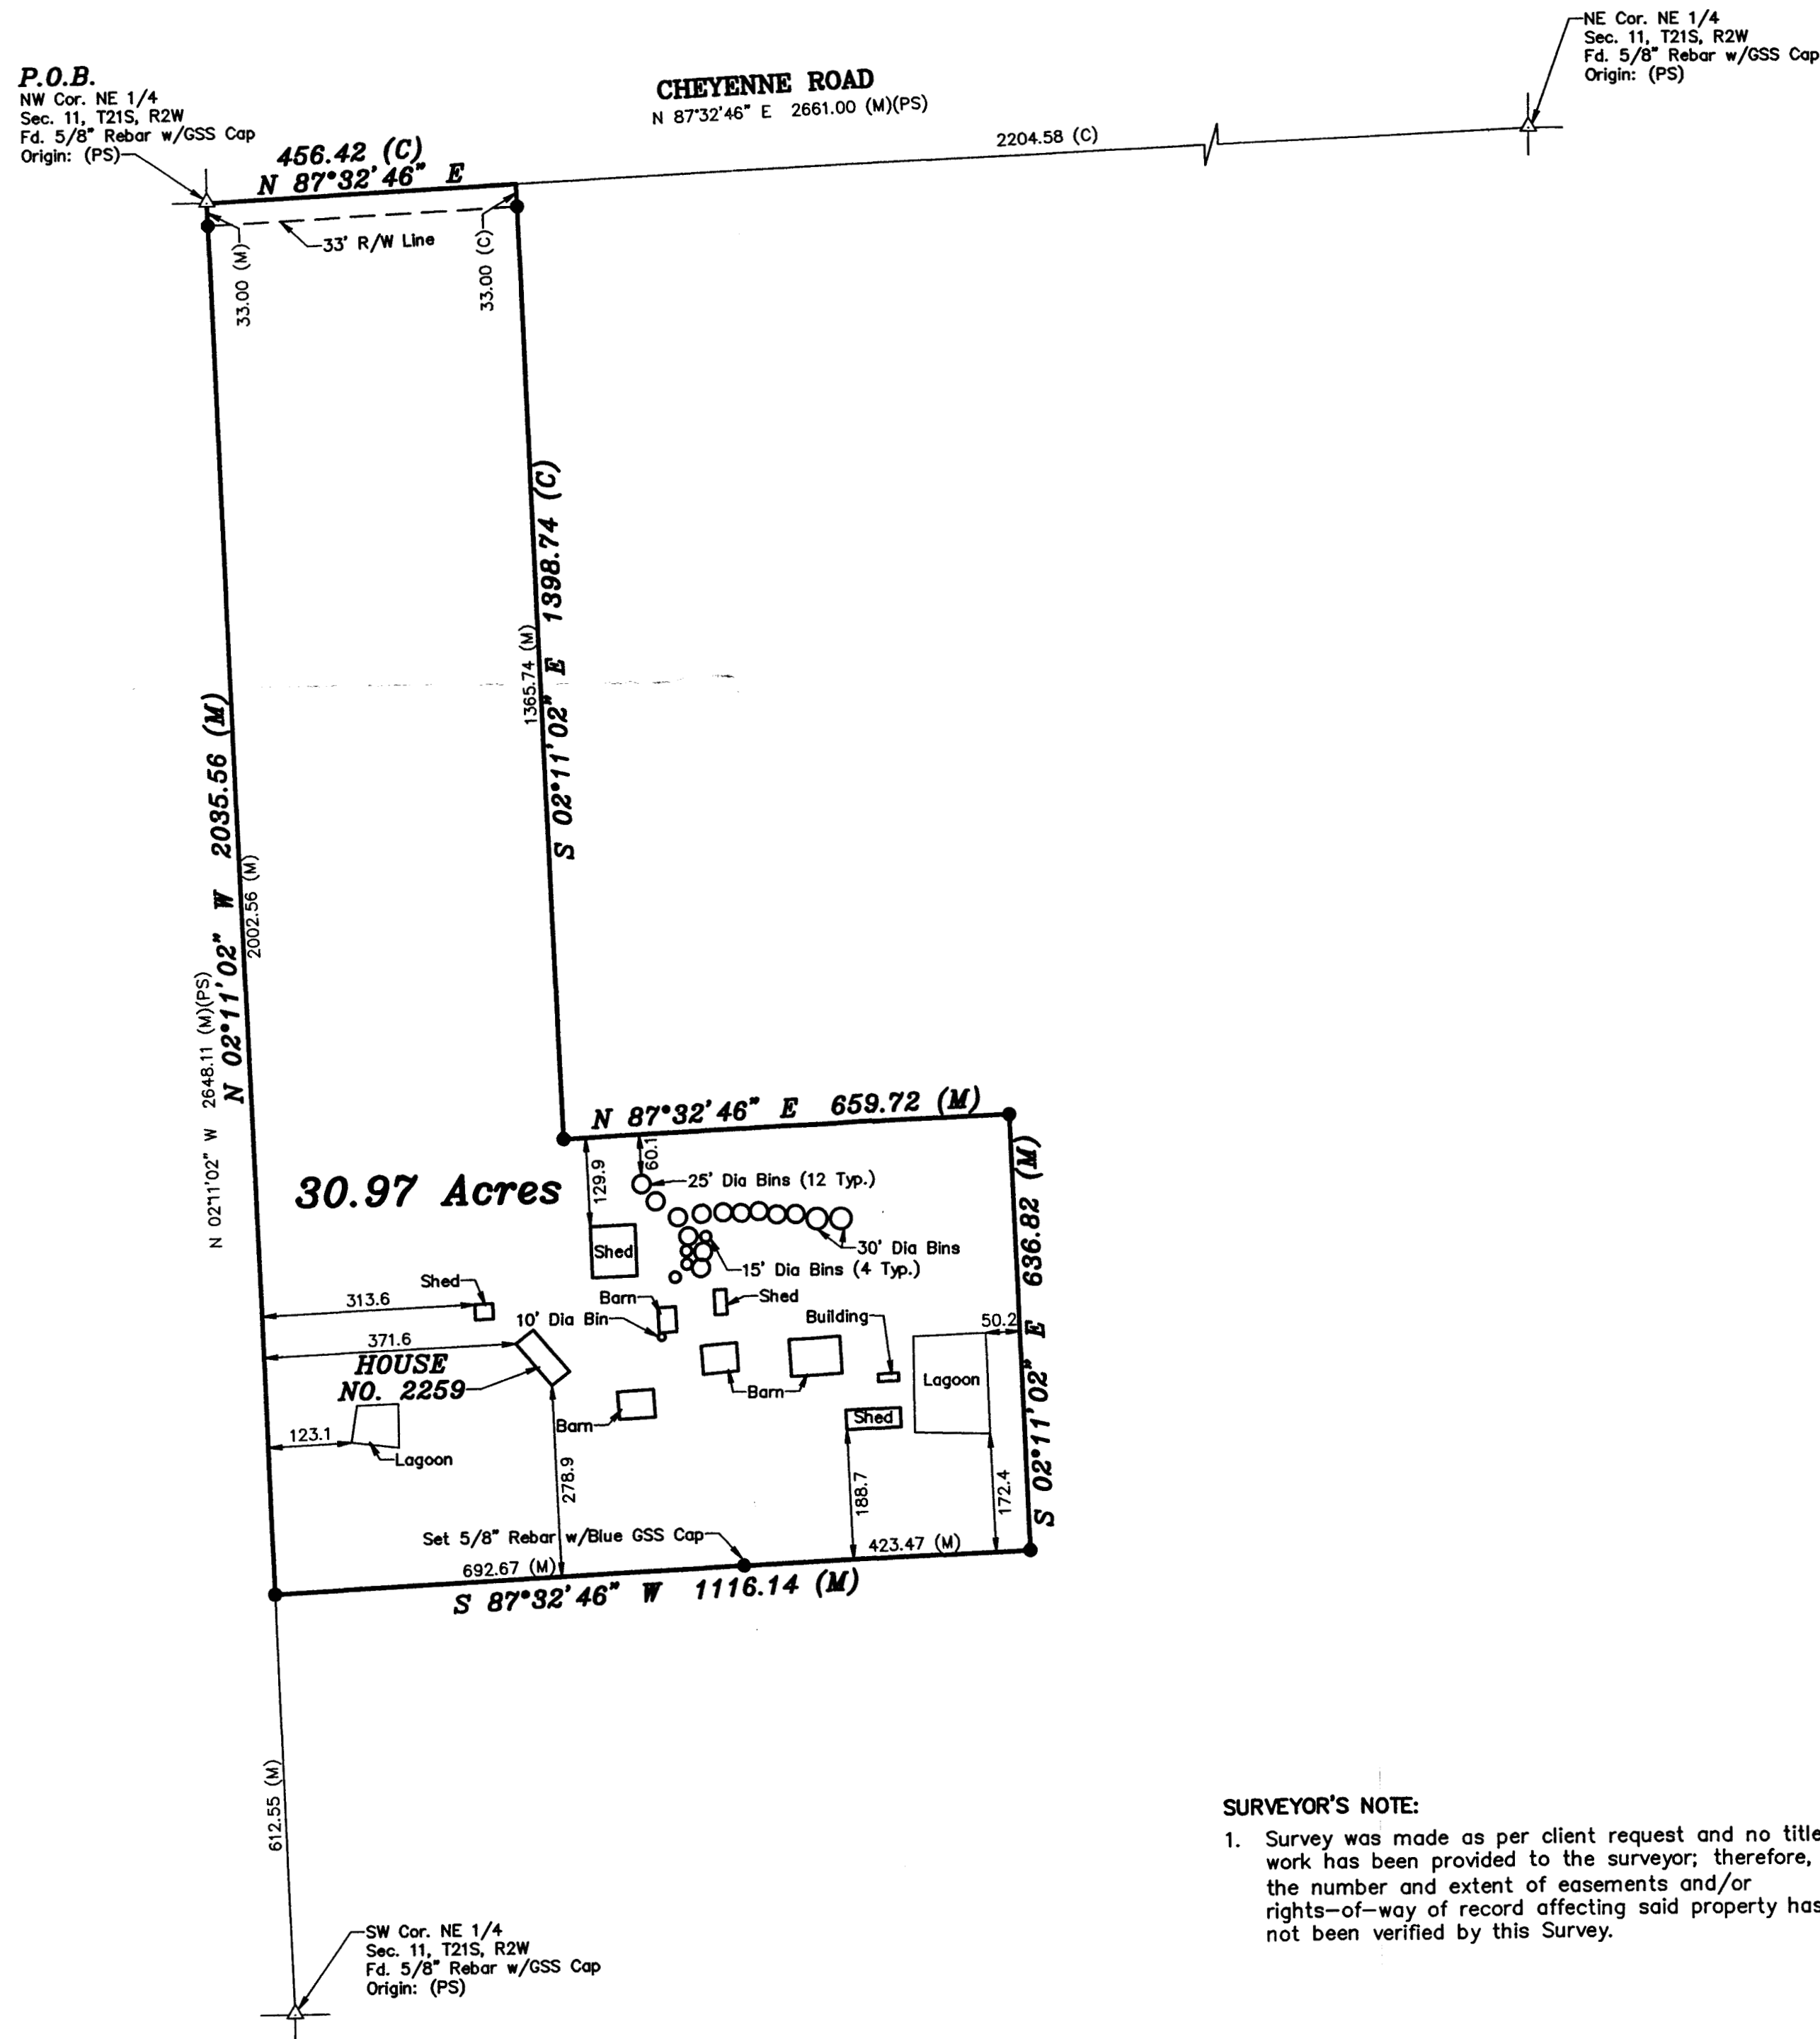 P.O.B.
NW Cor. NE 1/4
Sec. 11, T21S, R2W
Fd. 5/8" Rebar w/GSS Cap
Origin: (PS)
CHEYENNE ROAD
N 87°32'46" E 2661.00 (M)(PS)
NE Cor. NE 1/4
Sec. 11, T21S, R2W
Fd. 5/8" Rebar w/GSS Cap
Origin: (PS)
2204.58 (C)
456.42 (C)
N 87°32'46" E
33' R/W Line
33.00 (M)
33.00 (C)
S 02°11'02" E 1398.74 (C)
1365.74 (M)
N 02°11'02" W 2035.56 (M)
2002.56 (M)
N 02°11'02" W 2648.11 (M)(PS)
N 87°32'46" E 659.72 (M)
30.97 Acres
129.9
60.1
25' Dia Bins (12 Typ.)
30' Dia Bins
15' Dia Bins (4 Typ.)
Shed
S 02°11'02" E 636.82 (M)
Shed
313.6
Barn
Shed
10' Dia Bin
Building
50.2
371.6
HOUSE
NO. 2259
Barn
Lagoon
Barn
Shed
123.1
Lagoon
278.9
188.7
172.4
Set 5/8" Rebar w/Blue GSS Cap
692.67 (M)
423.47 (M)
S 87°32'46" W 1116.14 (M)
612.55 (M)
SW Cor. NE 1/4
Sec. 11, T21S, R2W
Fd. 5/8" Rebar w/GSS Cap
Origin: (PS)
SURVEYOR'S NOTE:
1. Survey was made as per client request and no title
work has been provided to the surveyor; therefore,
the number and extent of easements and/or
rights-of-way of record affecting said property has
not been verified by this Survey.